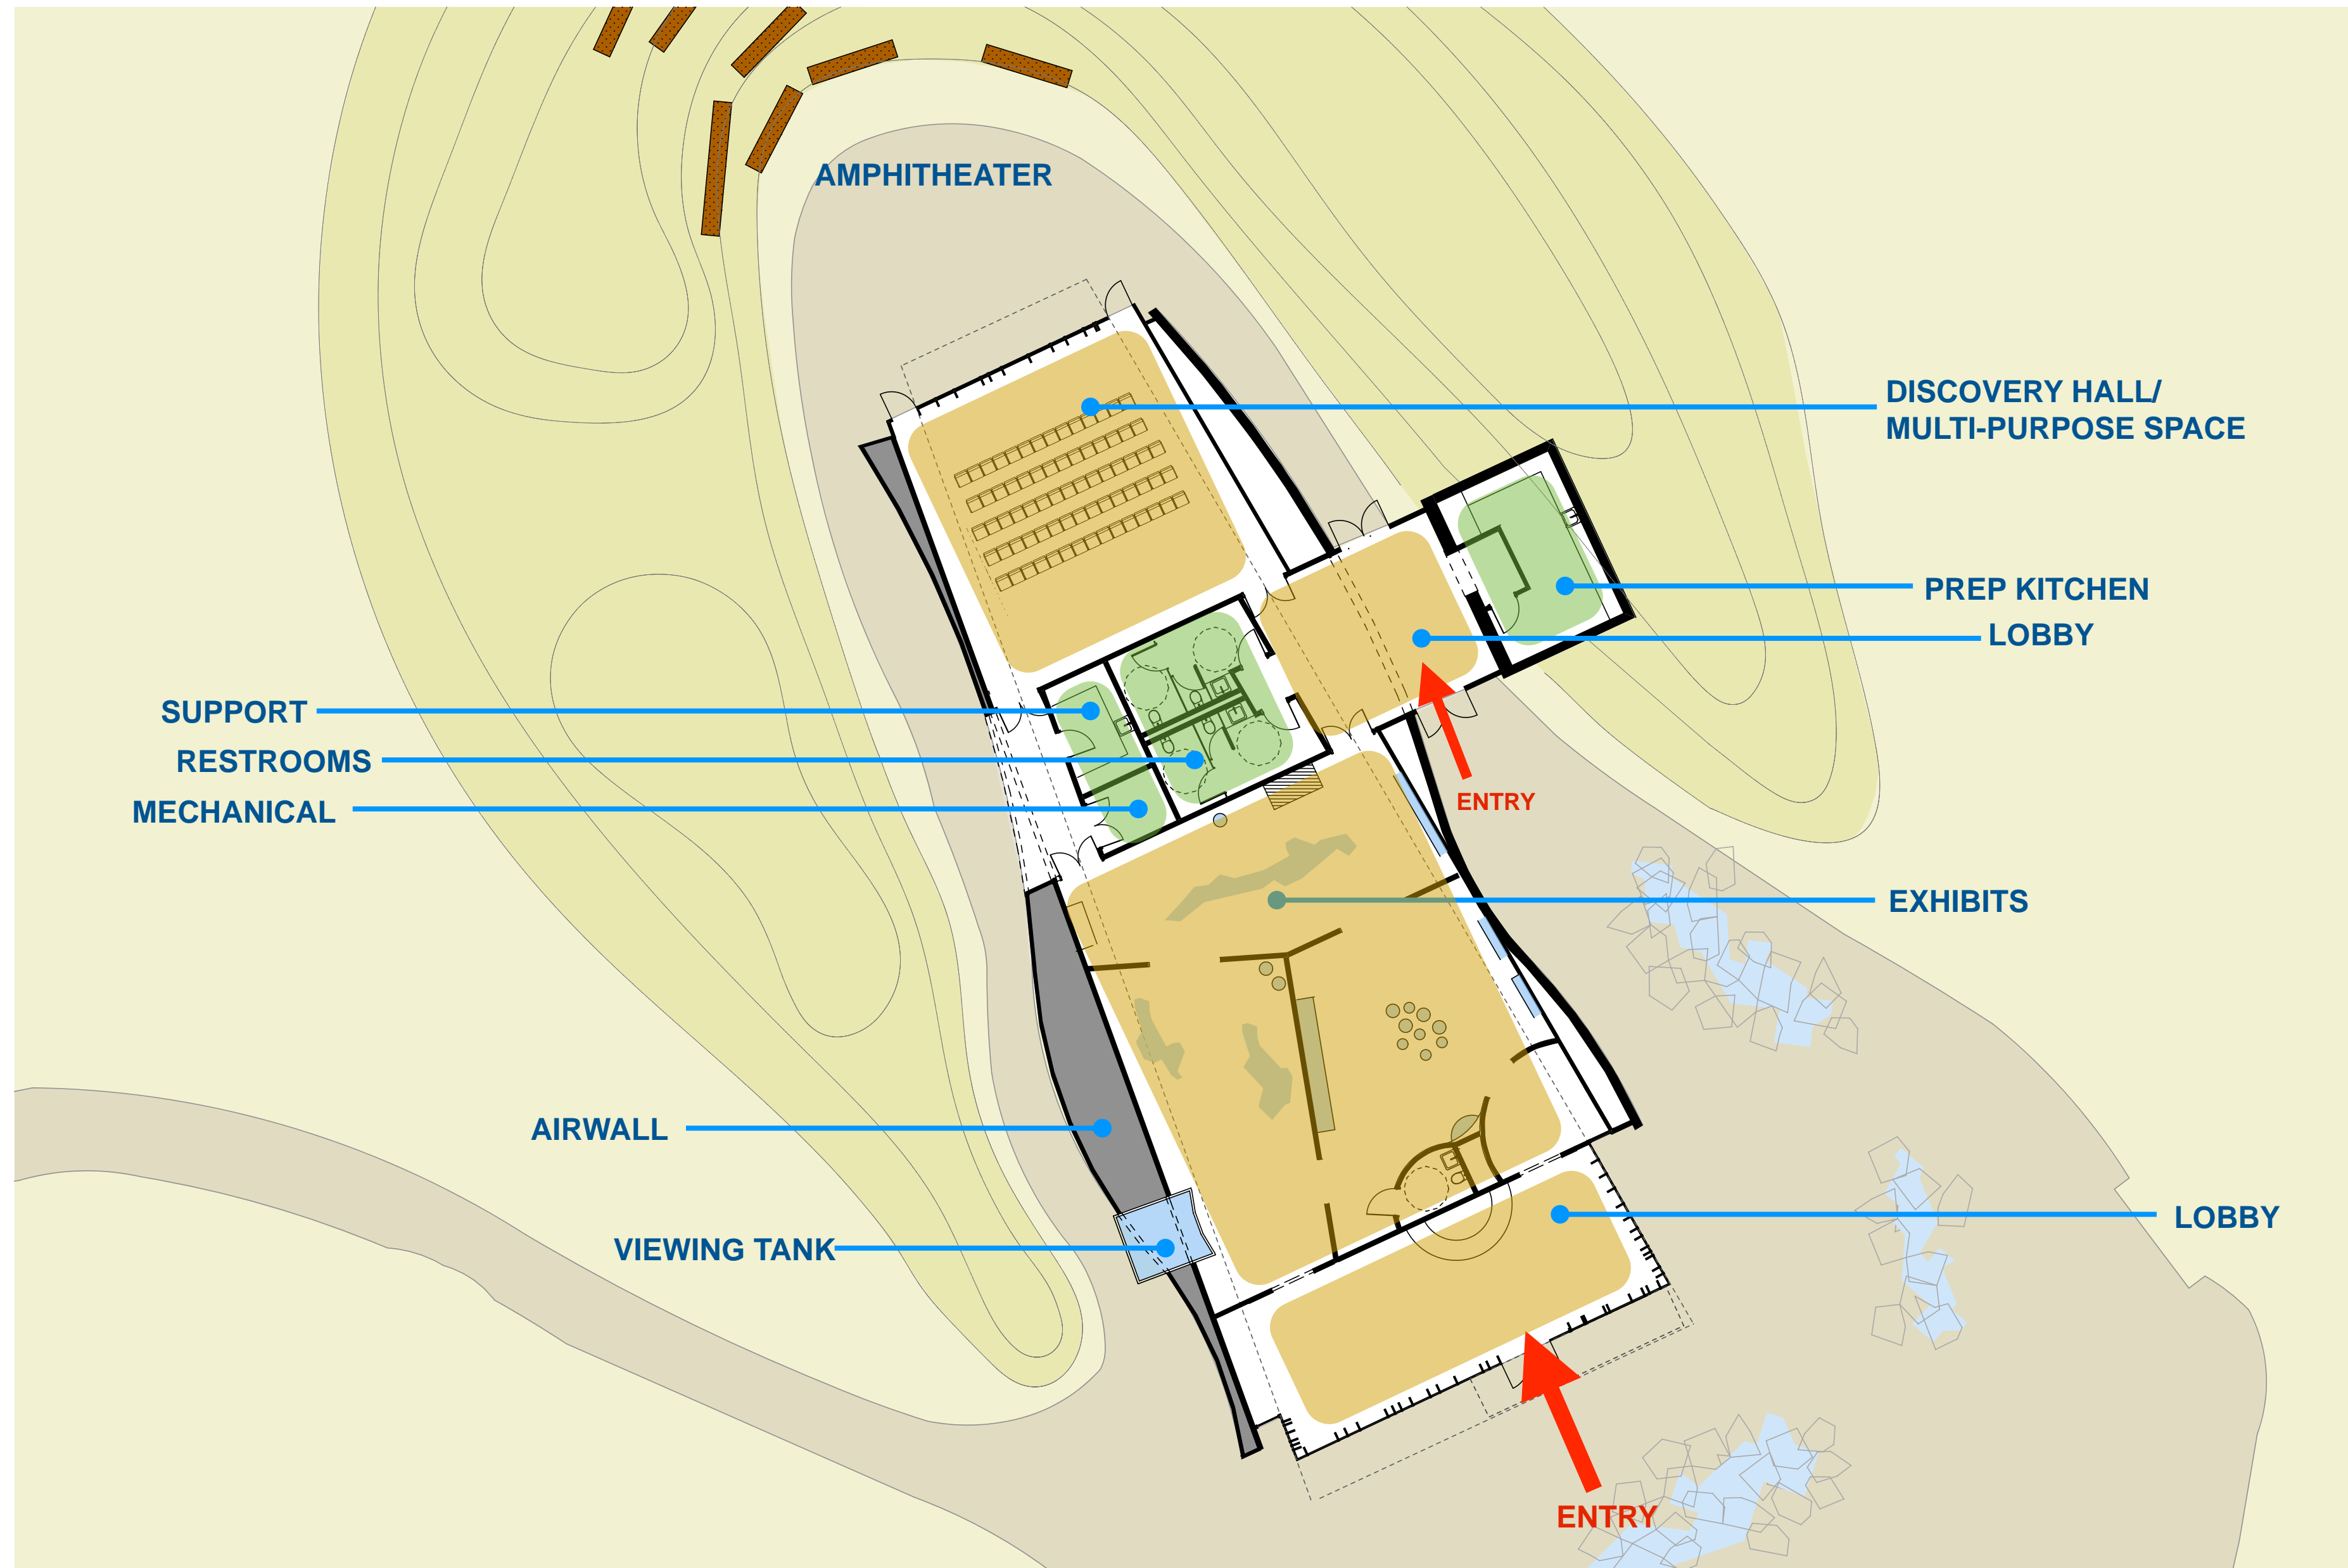 AMPHITHEATER
DISCOVERY HALL/
MULTI-PURPOSE SPACE
PREP KITCHEN
LOBBY
SUPPORT
RESTROOMS
MECHANICAL
ENTRY
EXHIBITS
AIRWALL
VIEWING TANK
LOBBY
ENTRY